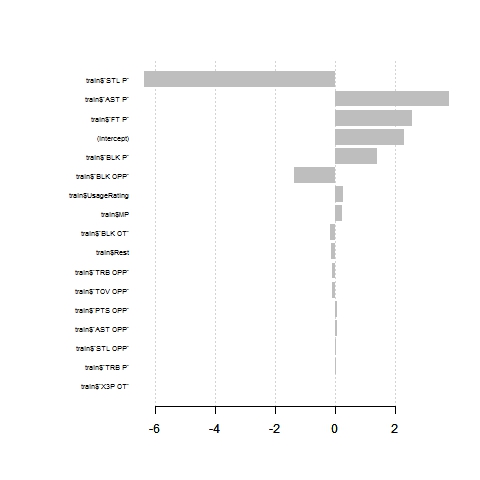 train$`STL P`
train$`AST P`
train$`FT P`
(Intercept)
train$`BLK P`
train$`BLK OPP`
train$UsageRating
train$MP
train$`BLK OT`
train$Rest
train$`TRB OPP`
train$`TOV OPP`
train$`PTS OPP`
train$`AST OPP`
train$`STL OPP`
train$`TRB P`
train$`X3P OT`
-6 -4 -2 0 2